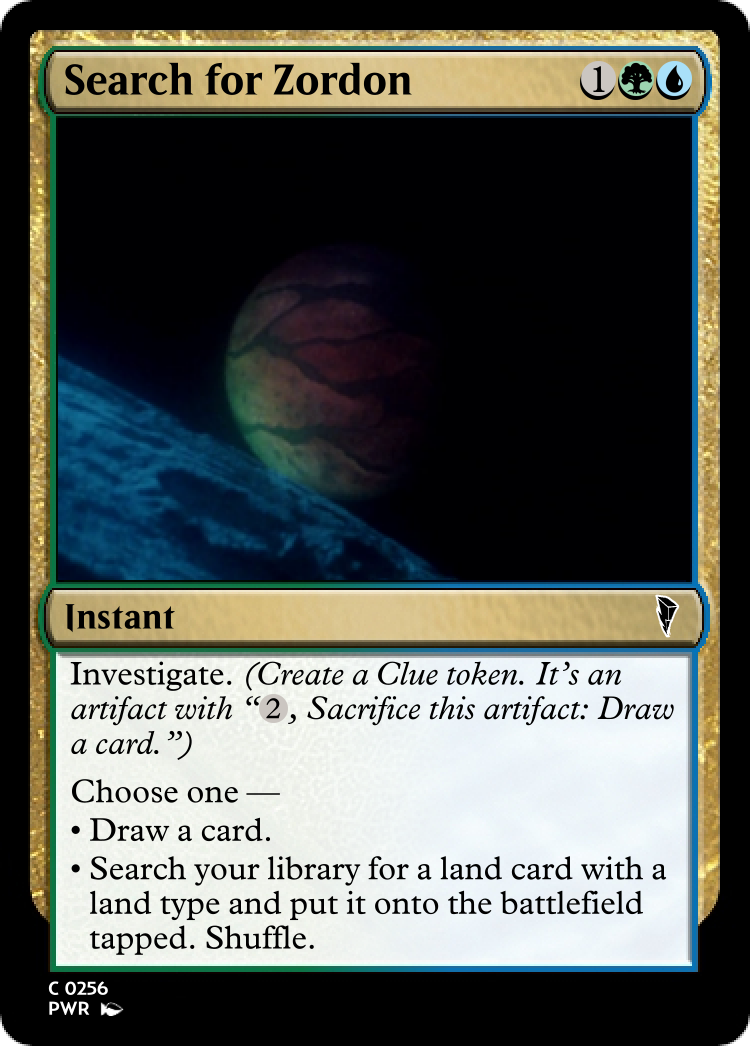 Search for Zordon 1
Instant
Investigate. (Create a Clue token. It’s an
artifact with “2, Sacrifice this artifact: Draw
a card.”)
Choose one —
• Draw a card.
• Search your library for a land card with a
land type and put it onto the battlefield
tapped. Shuffle.
C 0256
PWR